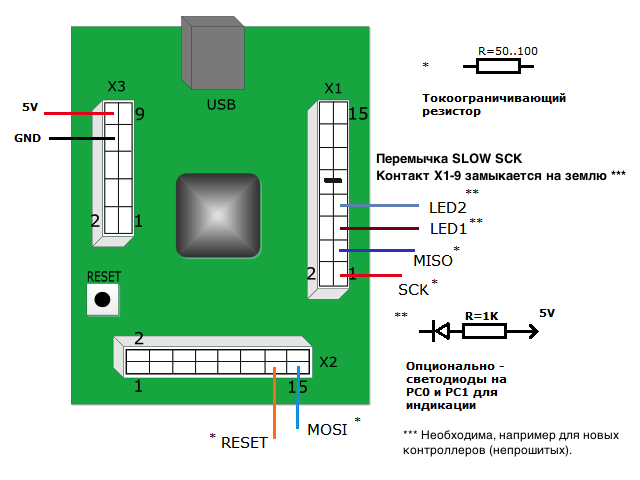 USB
X3
X1
9
15
5V
GND
2
1
2
1
RESET
2
X2
1
15
* RESET
MOSI *
*
R=50..100
Токоограничивающий
резистор
Перемычка SLOW SCK
Контакт X1-9 замыкается на землю ***
LED2 **
LED1 **
MISO *
SCK *
**
R=1K
5V
Опционально -
светодиоды на
PC0 и PC1 для
индикации
*** Необходима, например для новых
контроллеров (непрошитых).